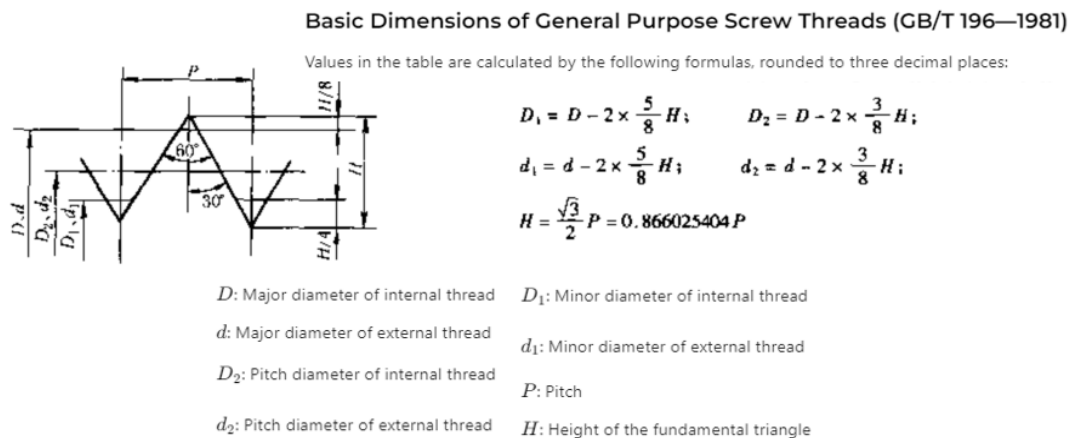 Basic Dimensions of General Purpose Screw Threads (GB/T 196—1981)
Values in the table are calculated by the following formulas, rounded to three decimal places:
P
H/8
60°
H
30°
D、d
D₂、d₂
D₁、d₁
H/4
D₁ = D - 2 × 5/8 H; D₂ = D - 2 × 3/8 H;
d₁ = d - 2 × 5/8 H; d₂ = d - 2 × 3/8 H;
H = √3/2 P = 0.866025404 P
D: Major diameter of internal thread D₁: Minor diameter of internal thread
d: Major diameter of external thread
d₁: Minor diameter of external thread
D₂: Pitch diameter of internal thread
P: Pitch
d₂: Pitch diameter of external thread H: Height of the fundamental triangle